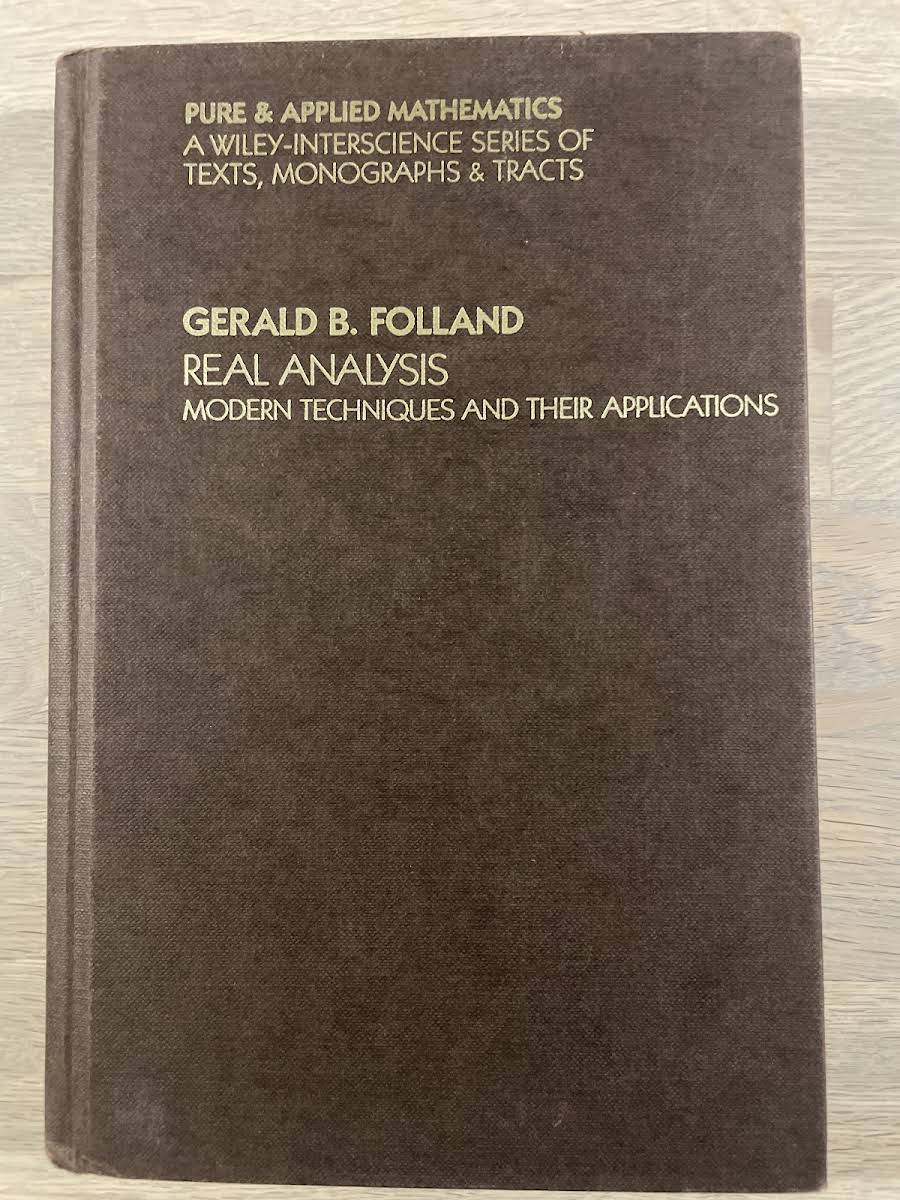 PURE & APPLIED MATHEMATICS
A WILEY-INTERSCIENCE SERIES OF
TEXTS, MONOGRAPHS & TRACTS
GERALD B. FOLLAND
REAL ANALYSIS
MODERN TECHNIQUES AND THEIR APPLICATIONS